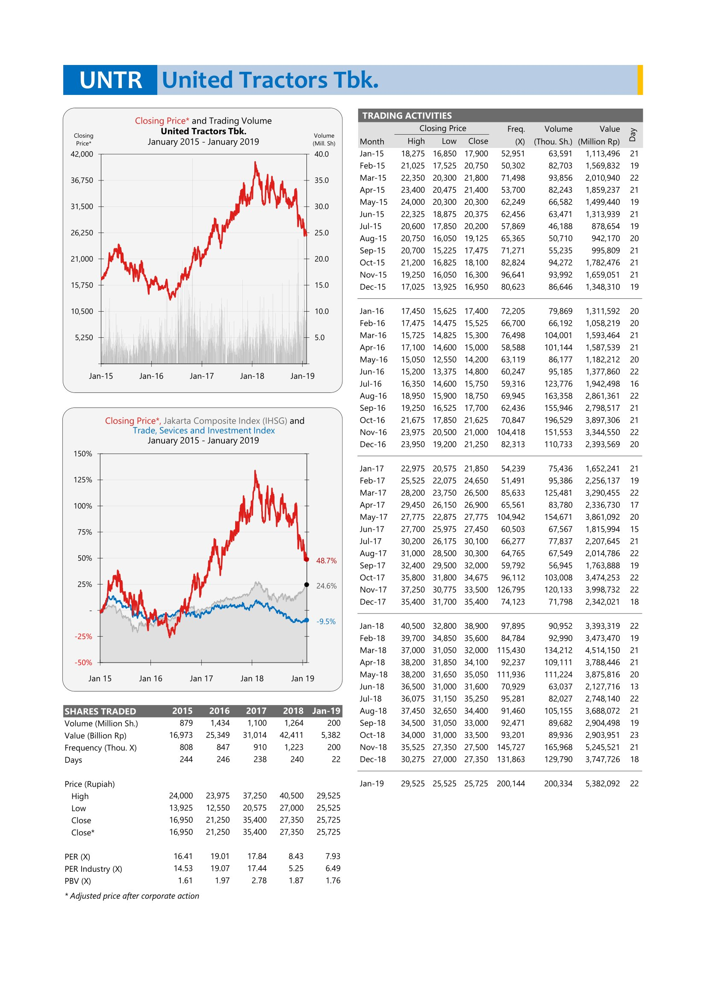 UNTR United Tractors Tbk.
Closing Price* and Trading Volume
United Tractors Tbk.
January 2015 - January 2019
Closing
Price*
Volume
(Mill. Sh)
42,000 40.0
36,750 35.0
31,500 30.0
26,250 25.0
21,000 20.0
15,750 15.0
10,500 10.0
5,250 5.0
Jan-15 Jan-16 Jan-17 Jan-18 Jan-19
Closing Price*, Jakarta Composite Index (IHSG) and
Trade, Sevices and Investment Index
January 2015 - January 2019
150%
125%
100%
75%
50%
48.7%
25%
24.6%
-
-9.5%
-25%
-50%
Jan 15 Jan 16 Jan 17 Jan 18 Jan 19
SHARES TRADED 2015 2016 2017 2018 Jan-19
Volume (Million Sh.) 879 1,434 1,100 1,264 200
Value (Billion Rp) 16,973 25,349 31,014 42,411 5,382
Frequency (Thou. X) 808 847 910 1,223 200
Days 244 246 238 240 22
Price (Rupiah)
High 24,000 23,975 37,250 40,500 29,525
Low 13,925 12,550 20,575 27,000 25,525
Close 16,950 21,250 35,400 27,350 25,725
Close* 16,950 21,250 35,400 27,350 25,725
PER (X) 16.41 19.01 17.84 8.43 7.93
PER Industry (X) 14.53 19.07 17.44 5.25 6.49
PBV (X) 1.61 1.97 2.78 1.87 1.76
* Adjusted price after corporate action
TRADING ACTIVITIES
Closing Price Freq. Volume Value Day
Month High Low Close (X) (Thou. Sh.) (Million Rp)
Jan-15 18,275 16,850 17,900 52,951 63,591 1,113,496 21
Feb-15 21,025 17,525 20,750 50,302 82,703 1,569,832 19
Mar-15 22,350 20,300 21,800 71,498 93,856 2,010,940 22
Apr-15 23,400 20,475 21,400 53,700 82,243 1,859,237 21
May-15 24,000 20,300 20,300 62,249 66,582 1,499,440 19
Jun-15 22,325 18,875 20,375 62,456 63,471 1,313,939 21
Jul-15 20,600 17,850 20,200 57,869 46,188 878,654 19
Aug-15 20,750 16,050 19,125 65,365 50,710 942,170 20
Sep-15 20,700 15,225 17,475 71,271 55,235 995,809 21
Oct-15 21,200 16,825 18,100 82,824 94,272 1,782,476 21
Nov-15 19,250 16,050 16,300 96,641 93,992 1,659,051 21
Dec-15 17,025 13,925 16,950 80,623 86,646 1,348,310 19
Jan-16 17,450 15,625 17,400 72,205 79,869 1,311,592 20
Feb-16 17,475 14,475 15,525 66,700 66,192 1,058,219 20
Mar-16 15,725 14,825 15,300 76,498 104,001 1,593,464 21
Apr-16 17,100 14,600 15,000 58,588 101,144 1,587,539 21
May-16 15,050 12,550 14,200 63,119 86,177 1,182,212 20
Jun-16 15,200 13,375 14,800 60,247 95,185 1,377,860 22
Jul-16 16,350 14,600 15,750 59,316 123,776 1,942,498 16
Aug-16 18,950 15,900 18,750 69,945 163,358 2,861,361 22
Sep-16 19,250 16,525 17,700 62,436 155,946 2,798,517 21
Oct-16 21,675 17,850 21,625 70,847 196,529 3,897,306 21
Nov-16 23,975 20,500 21,000 104,418 151,553 3,344,550 22
Dec-16 23,950 19,200 21,250 82,313 110,733 2,393,569 20
Jan-17 22,975 20,575 21,850 54,239 75,436 1,652,241 21
Feb-17 25,525 22,075 24,650 51,491 95,386 2,256,137 19
Mar-17 28,200 23,750 26,500 85,633 125,481 3,290,455 22
Apr-17 29,450 26,150 26,900 65,561 83,780 2,336,730 17
May-17 27,775 22,875 27,775 104,942 154,671 3,861,092 20
Jun-17 27,700 25,975 27,450 60,503 67,567 1,815,994 15
Jul-17 30,200 26,175 30,100 66,277 77,837 2,207,645 21
Aug-17 31,000 28,500 30,300 64,765 67,549 2,014,786 22
Sep-17 32,400 29,500 32,000 59,792 56,945 1,763,888 19
Oct-17 35,800 31,800 34,675 96,112 103,008 3,474,253 22
Nov-17 37,250 30,775 33,500 126,795 120,133 3,998,732 22
Dec-17 35,400 31,700 35,400 74,123 71,798 2,342,021 18
Jan-18 40,500 32,800 38,900 97,895 90,952 3,393,319 22
Feb-18 39,700 34,850 35,600 84,784 92,990 3,473,470 19
Mar-18 37,000 31,050 32,000 115,430 134,212 4,514,150 21
Apr-18 38,200 31,850 34,100 92,237 109,111 3,788,446 21
May-18 38,200 31,650 35,050 111,936 111,224 3,875,816 20
Jun-18 36,500 31,000 31,600 70,929 63,037 2,127,716 13
Jul-18 36,075 31,150 35,250 95,281 82,027 2,748,140 22
Aug-18 37,450 32,650 34,400 91,460 105,155 3,688,072 21
Sep-18 34,500 31,050 33,000 92,471 89,682 2,904,498 19
Oct-18 34,000 31,000 33,500 93,201 89,936 2,903,951 23
Nov-18 35,525 27,350 27,500 145,727 165,968 5,245,521 21
Dec-18 30,275 27,000 27,350 131,863 129,790 3,747,726 18
Jan-19 29,525 25,525 25,725 200,144 200,334 5,382,092 22